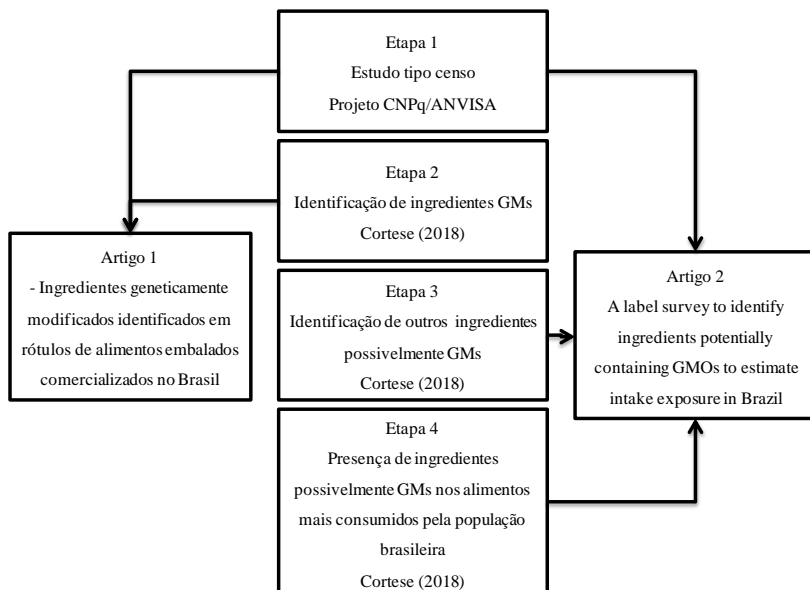 Etapa 1
Estudo tipo censo
Projeto CNPq/ANVISA
Etapa 2
Identificação de ingredientes GMs
Cortese (2018)
Artigo 1
- Ingredientes geneticamente
modificados identificados em
rótulos de alimentos embalados
comercializados no Brasil
Etapa 3
Identificação de outros ingredientes
possivelmente GMs
Cortese (2018)
Artigo 2
A label survey to identify
ingredients potentially
containing GMOs to estimate
intake exposure in Brazil
Etapa 4
Presença de ingredientes
possivelmente GMs nos alimentos
mais consumidos pela população
brasileira
Cortese (2018)